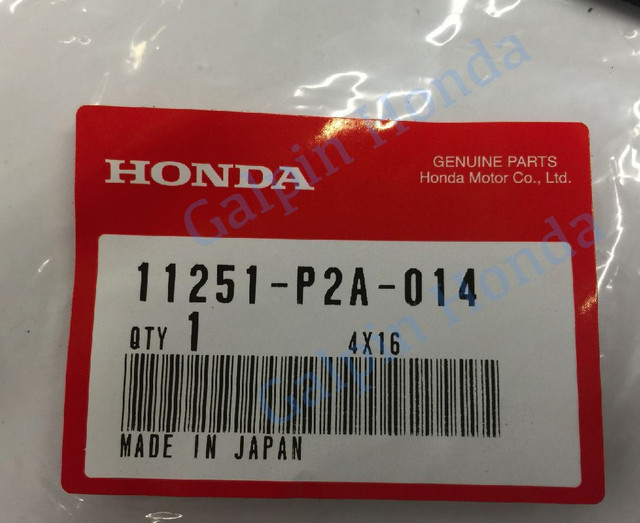 HONDA
GENUINE PARTS
Honda Motor Co., Ltd.
11251-P2A-014
QTY 1 4X16
MADE IN JAPAN
Galpin Honda
Galpin Honda